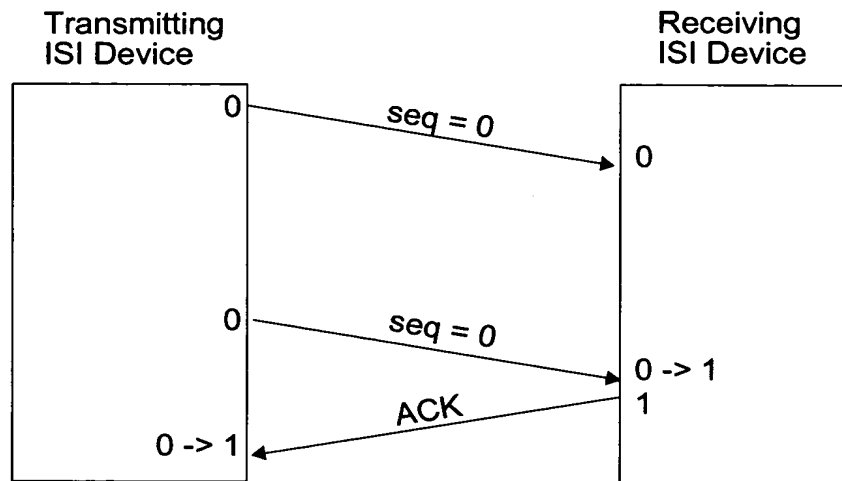 Transmitting
ISI Device
Receiving
ISI Device
0
seq = 0
0
0
seq = 0
0 -> 1
1
ACK
0 -> 1